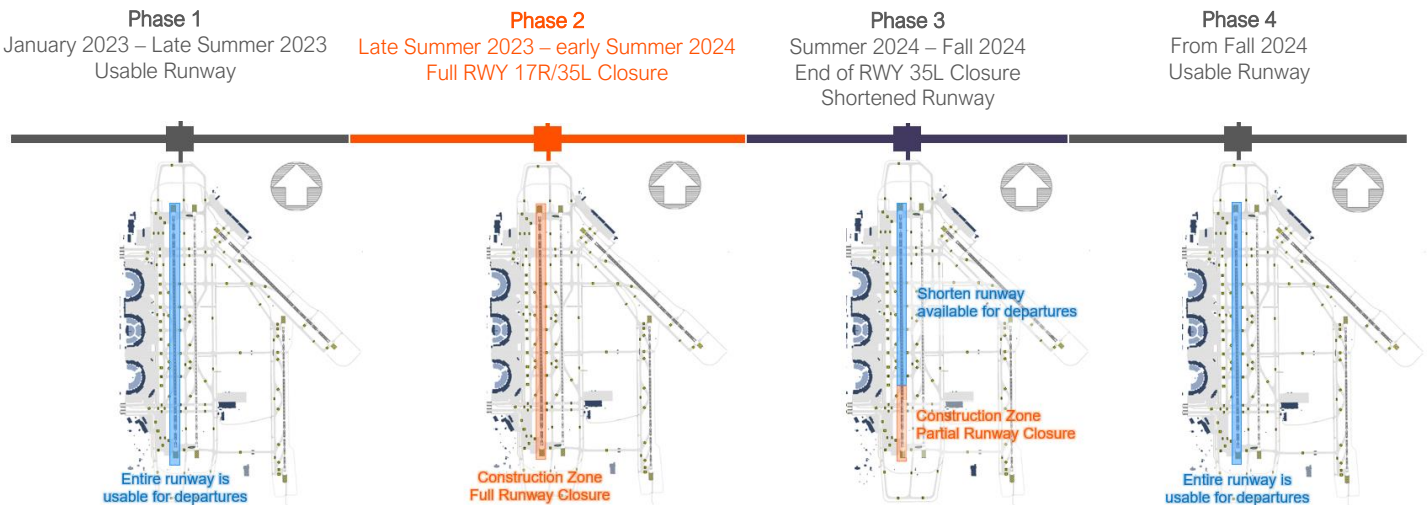 Phase 1
January 2023 – Late Summer 2023
Usable Runway
Phase 2
Late Summer 2023 – early Summer 2024
Full RWY 17R/35L Closure
Phase 3
Summer 2024 – Fall 2024
End of RWY 35L Closure
Shortened Runway
Phase 4
From Fall 2024
Usable Runway
Entire runway is
usable for departures
Construction Zone
Full Runway Closure
Shorten runway
available for departures
Construction Zone
Partial Runway Closure
Entire runway is
usable for departures